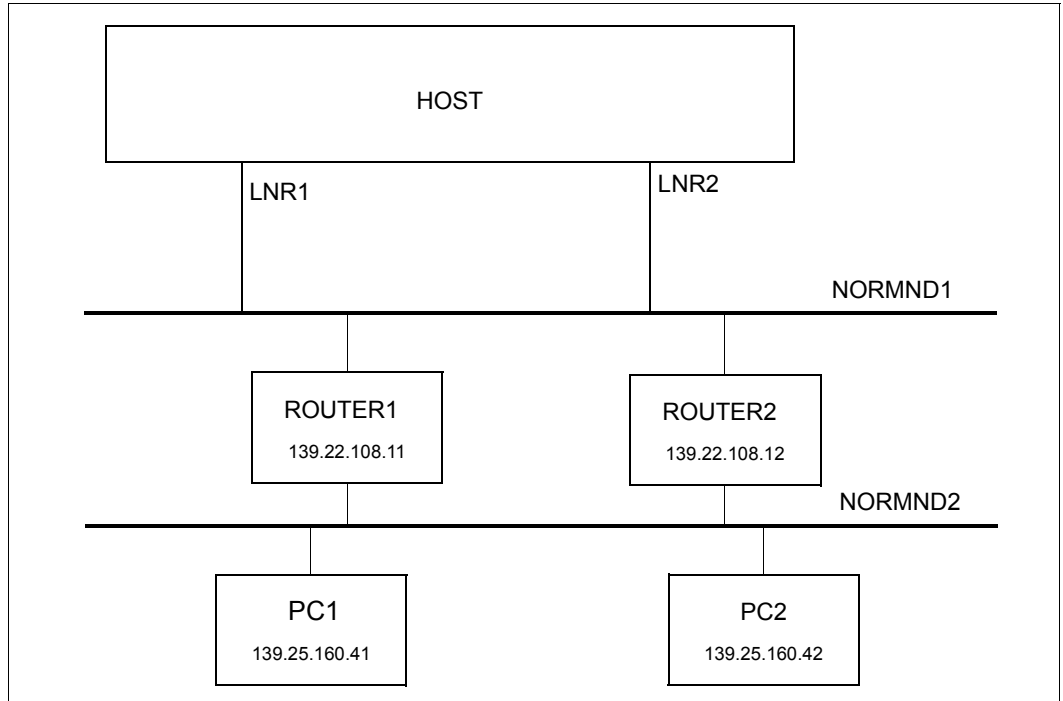 HOST
LNR1
LNR2
NORMND1
ROUTER1
139.22.108.11
ROUTER2
139.22.108.12
NORMND2
PC1
139.25.160.41
PC2
139.25.160.42